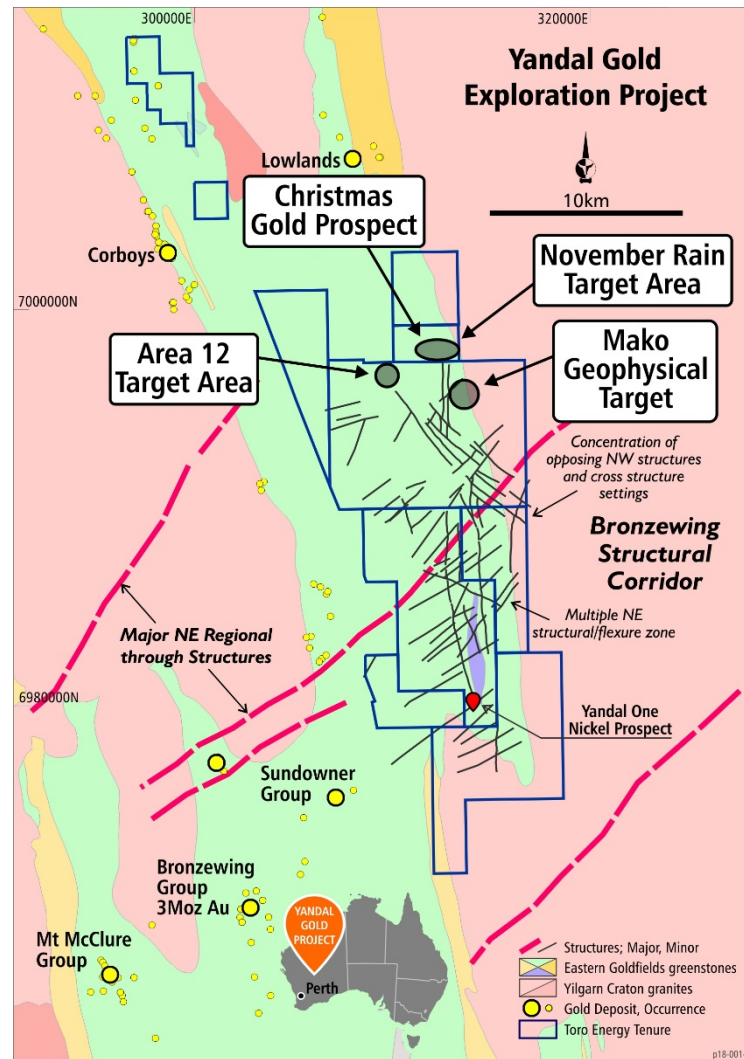 300000E
320000E
Yandal Gold
Exploration Project
10km
Lowlands
Christmas
Gold Prospect
Corboys
November Rain
Target Area
7000000N
Area 12
Target Area
Mako
Geophysical
Target
Concentration of
opposing NW structures
and cross structure
settings
Bronzewing
Structural
Corridor
Multiple NE
structural/flexure zone
Major NE Regional
through Structures
6980000N
Yandal One
Nickel Prospect
Sundowner
Group
Bronzewing
Group
3Moz Au
YANDAL
GOLD
PROJECT
Mt McClure
Group
Perth
Structures; Major, Minor
Eastern Goldfields greenstones
Yilgarn Craton granites
Gold Deposit, Occurrence
Toro Energy Tenure
p18-001